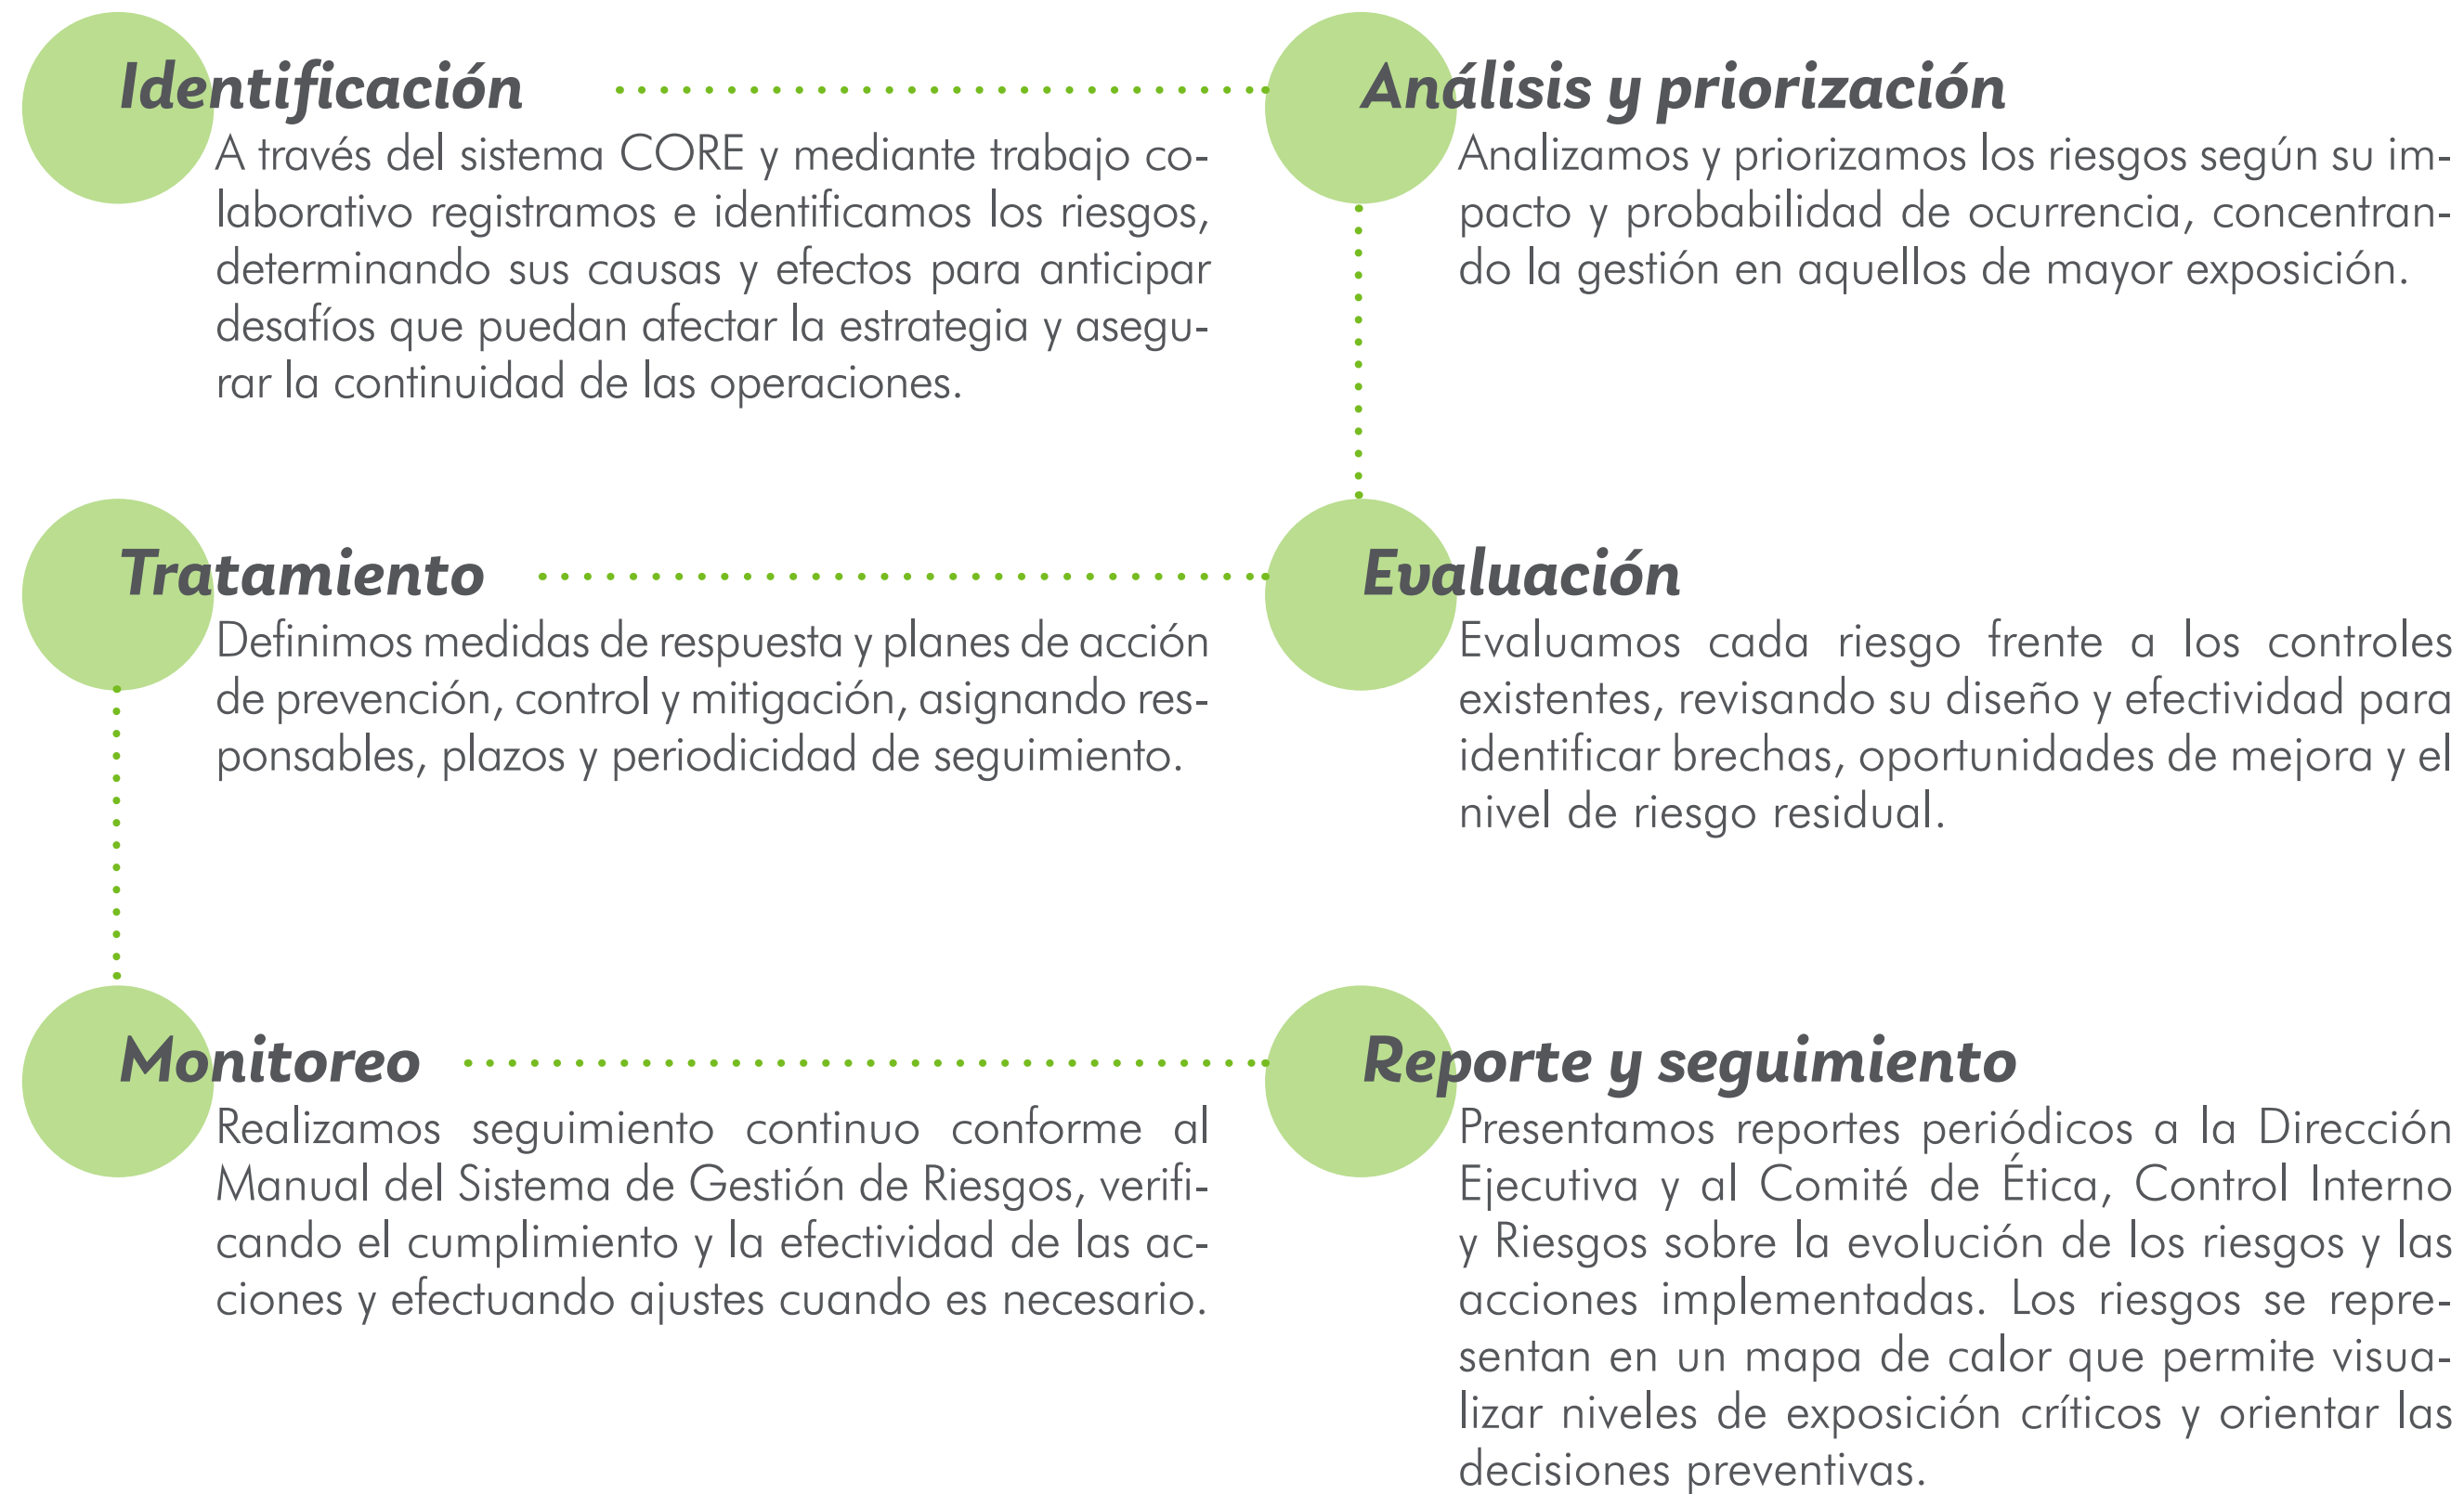 Identificación
A través del sistema CORE y mediante trabajo co-
laborativo registramos e identificamos los riesgos,
determinando sus causas y efectos para anticipar
desafíos que puedan afectar la estrategia y asegu-
rar la continuidad de las operaciones.
Análisis y priorización
Analizamos y priorizamos los riesgos según su im-
pacto y probabilidad de ocurrencia, concentran-
do la gestión en aquellos de mayor exposición.
Evaluación
Evaluamos cada riesgo frente a los controles
existentes, revisando su diseño y efectividad para
identificar brechas, oportunidades de mejora y el
nivel de riesgo residual.
Tratamiento
Definimos medidas de respuesta y planes de acción
de prevención, control y mitigación, asignando res-
ponsables, plazos y periodicidad de seguimiento.
Monitoreo
Realizamos seguimiento continuo conforme al
Manual del Sistema de Gestión de Riesgos, verifi-
cando el cumplimiento y la efectividad de las ac-
ciones y efectuando ajustes cuando es necesario.
Reporte y seguimiento
Presentamos reportes periódicos a la Dirección
Ejecutiva y al Comité de Ética, Control Interno
y Riesgos sobre la evolución de los riesgos y las
acciones implementadas. Los riesgos se repre-
sentan en un mapa de calor que permite visua-
lizar niveles de exposición críticos y orientar las
decisiones preventivas.